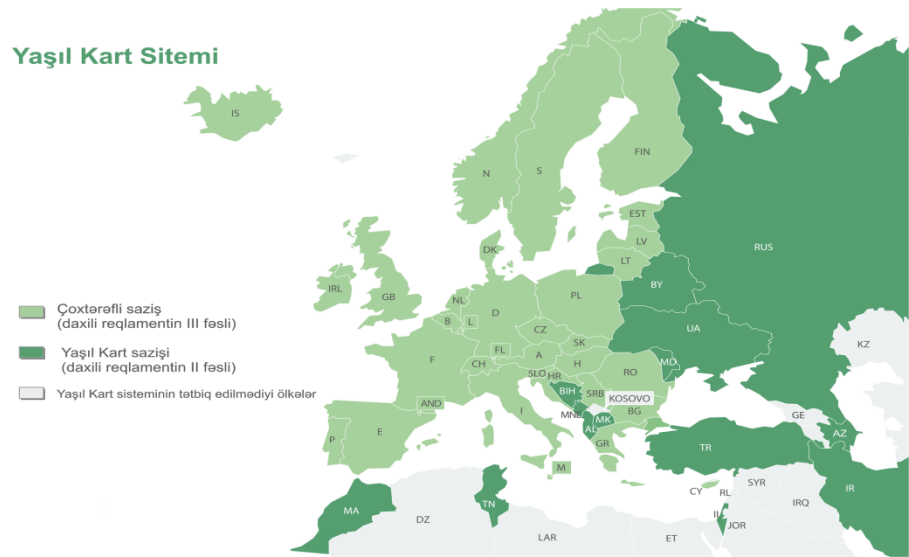 Yaşıl Kart Sitemi
IS
FIN
N
S
EST
RUS
LV
DK
LT
IRL
GB
BY
NL
PL
D
B
L
UA
CZ
KZ
SK
F
FL
A
MD
CH
H
RO
SLO
HR
BIH
SRB
KOSOVO
AND
MNE
BG
I
MK
GE
AL
AZ
P
E
GR
TR
M
SYR
CY
RL
IR
TN
IRQ
MA
IL
DZ
JOR
LAR
ET
Çoxtərəfli saziş
(daxili reqlamentin III fəsli)
Yaşıl Kart sazişi
(daxili reqlamentin II fəsli)
Yaşıl Kart sisteminin tətbiq edilmədiyi ölkələr